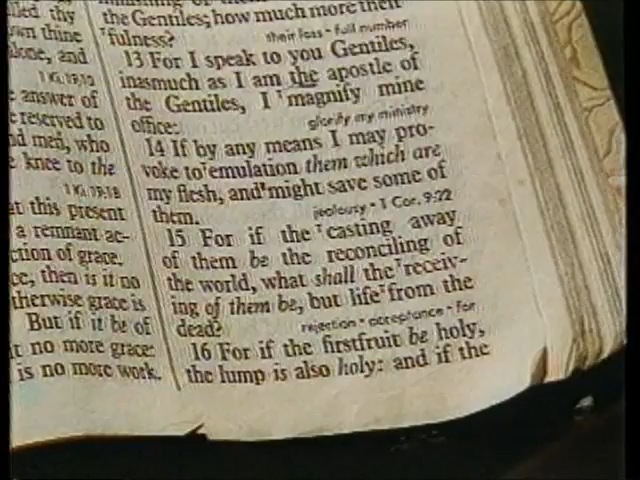 lled thy
wn thine
alone, and
1 Ki. 19.10
answer of
e reserved to
nd men, who
e knee to the
1 Ki. 19.18
at this present
a remnant ac-
ction of grace.
ce, then is it no
therwise grace is
But if it be of
it no more grace:
is no more work.
the Gentiles; how much more their
fulness?
their loss - full number
13 For I speak to you Gentiles,
inasmuch as I am the apostle of
the Gentiles, I magnify mine
office:
glorify my ministry
14 If by any means I may pro-
voke to emulation them which are
my flesh, and might save some of
them.
jealousy - 1 Cor. 9:22
15 For if the casting away
of them be the reconciling of
the world, what shall the receiv-
ing of them be, but life from the
dead?
rejection - acceptance - for
16 For if the firstfruit be holy,
the lump is also holy: and if the